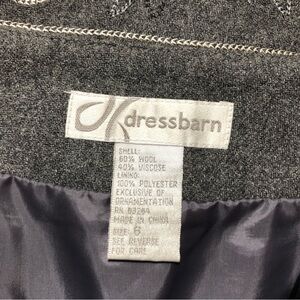 dressbarn
SHELL:
60% WOOL
40% VISCOSE
LINING:
100% POLYESTER
EXCLUSIVE OF
ORNAMENTATION
RN 63264
MADE IN CHINA
SIZE: 6
SEE REVERSE
FOR CARE